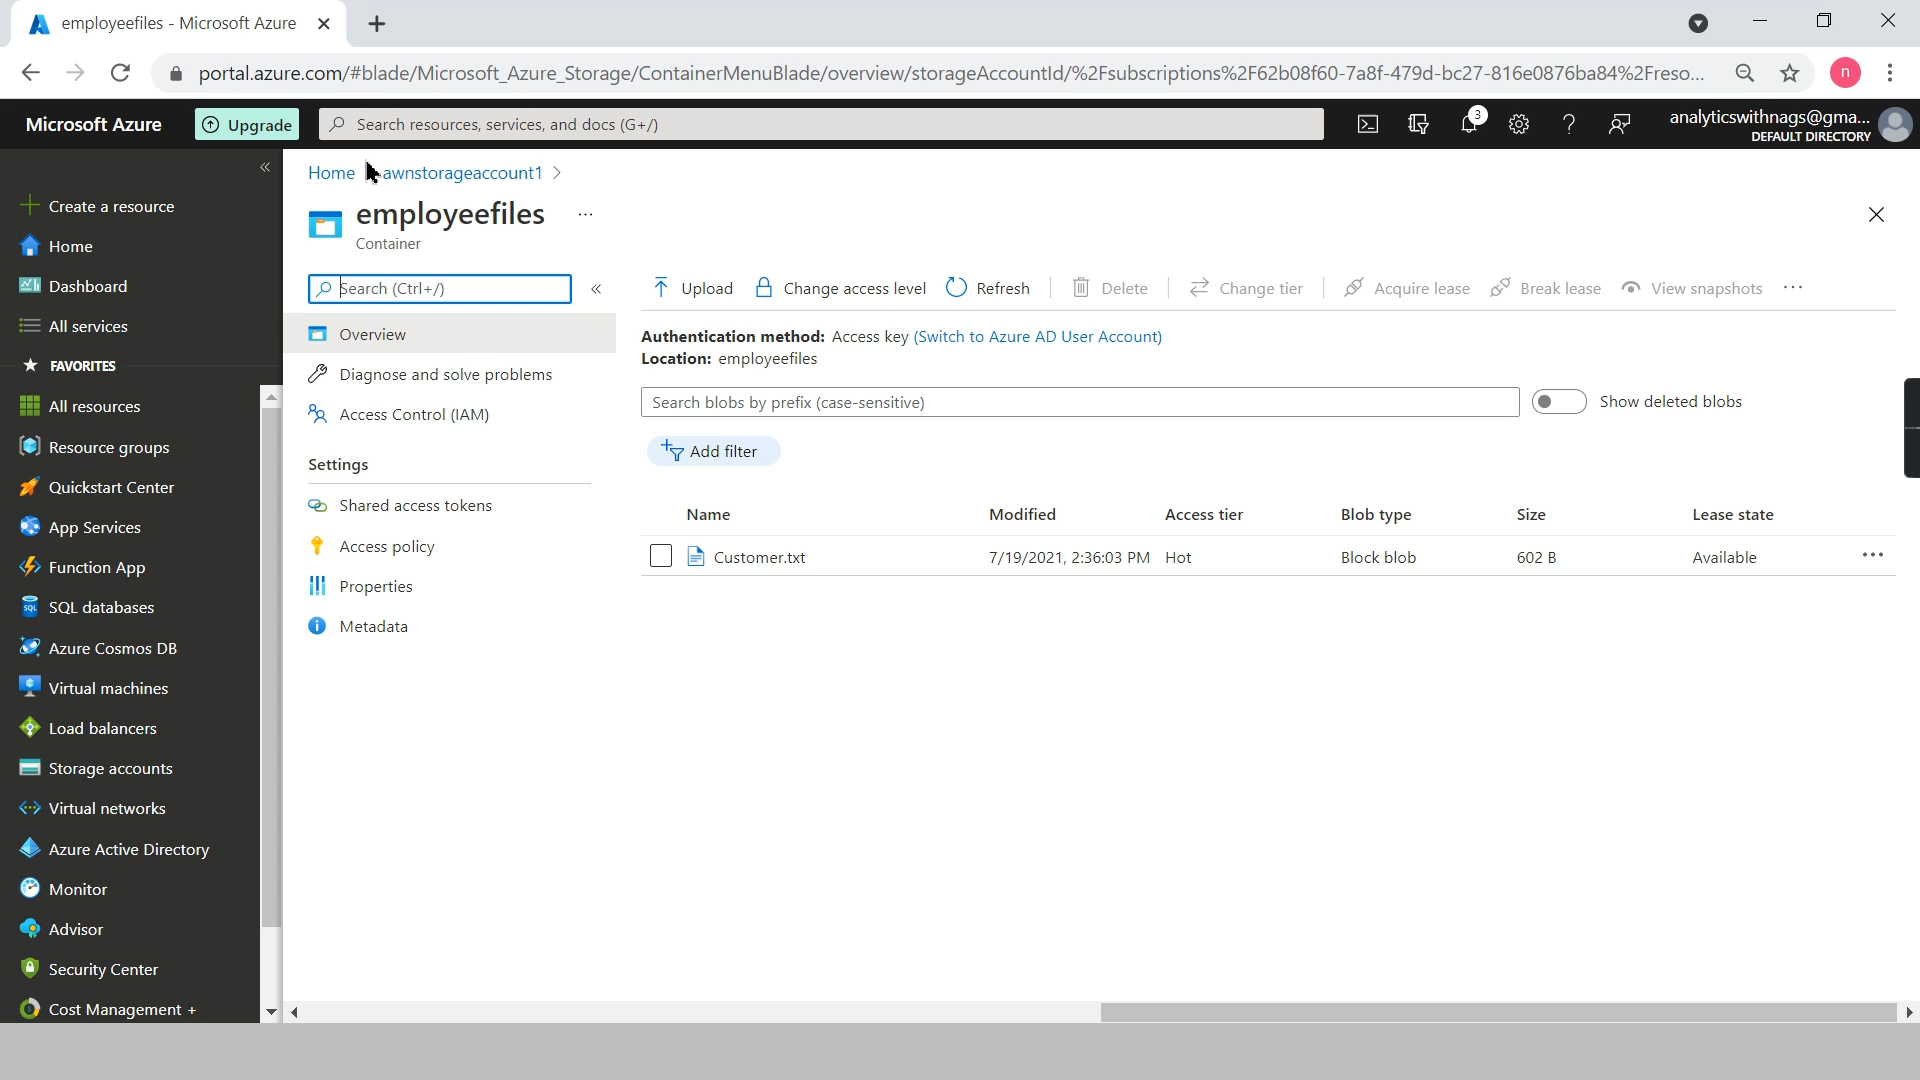 employeefiles - Microsoft Azure
portal.azure.com/#blade/Microsoft_Azure_Storage/ContainerMenuBlade/overview/storageAccountId/%2Fsubscriptions%2F62b08f60-7a8f-479d-bc27-816e0876ba84%2Freso...
n
Microsoft Azure
Upgrade
Search resources, services, and docs (G+/)
3
analyticswithnags@gma...
DEFAULT DIRECTORY
Create a resource
Home
Dashboard
All services
FAVORITES
All resources
Resource groups
Quickstart Center
App Services
Function App
SQL databases
Azure Cosmos DB
Virtual machines
Load balancers
Storage accounts
Virtual networks
Azure Active Directory
Monitor
Advisor
Security Center
Cost Management +
Home awnstorageaccount1 >
employeefiles ...
Container
Search (Ctrl+/)
Overview
Diagnose and solve problems
Access Control (IAM)
Settings
Shared access tokens
Access policy
Properties
Metadata
Upload Change access level Refresh Delete Change tier Acquire lease Break lease View snapshots ...
Authentication method: Access key (Switch to Azure AD User Account)
Location: employeefiles
Search blobs by prefix (case-sensitive)
Show deleted blobs
Add filter
Name Modified Access tier Blob type Size Lease state
Customer.txt 7/19/2021, 2:36:03 PM Hot Block blob 602 B Available ...